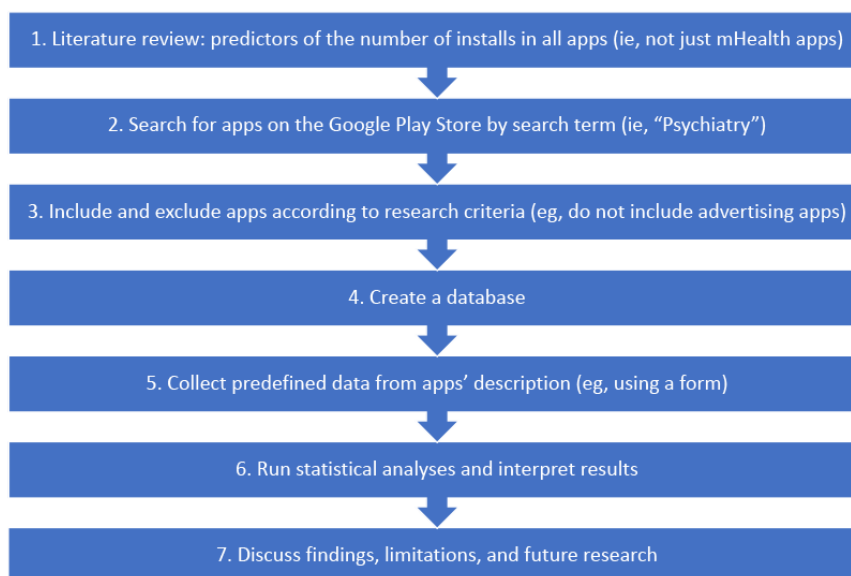 1. Literature review: predictors of the number of installs in all apps (ie, not just mHealth apps)
2. Search for apps on the Google Play Store by search term (ie, “Psychiatry”)
3. Include and exclude apps according to research criteria (eg, do not include advertising apps)
4. Create a database
5. Collect predefined data from apps’ description (eg, using a form)
6. Run statistical analyses and interpret results
7. Discuss findings, limitations, and future research